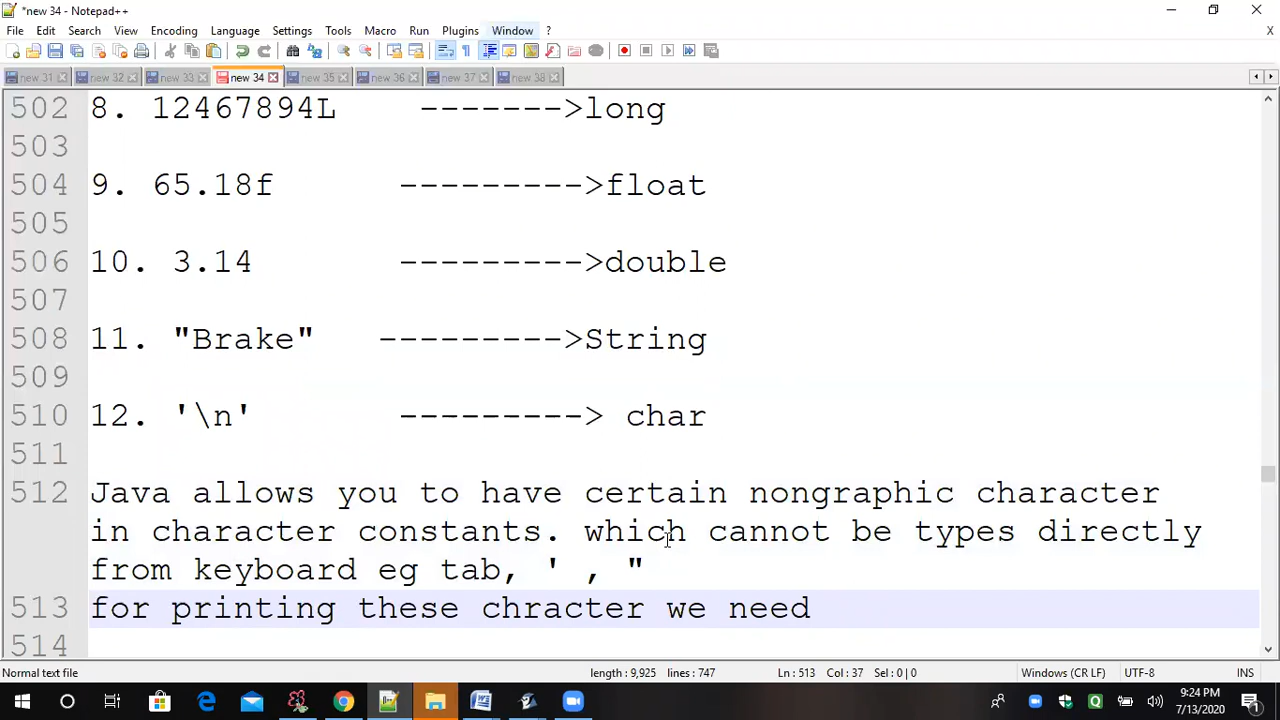 *new 34 - Notepad++
File Edit Search View Encoding Language Settings Tools Macro Run Plugins Window ? X
new 31 new 32 new 33 new 34 new 35 new 36 new 37 new 38
502 8. 12467894L ------->long
503
504 9. 65.18f --------->float
505
506 10. 3.14 --------->double
507
508 11. "Brake" --------->String
509
510 12. '\n' ---------> char
511
512 Java allows you to have certain nongraphic character
in character constants. which cannot be types directly
from keyboard eg tab, ' , "
513 for printing these chracter we need
514
Normal text file length : 9,925 lines : 747 Ln : 513 Col : 37 Sel : 0 | 0 Windows (CR LF) UTF-8 INS
9:24 PM
7/13/2020